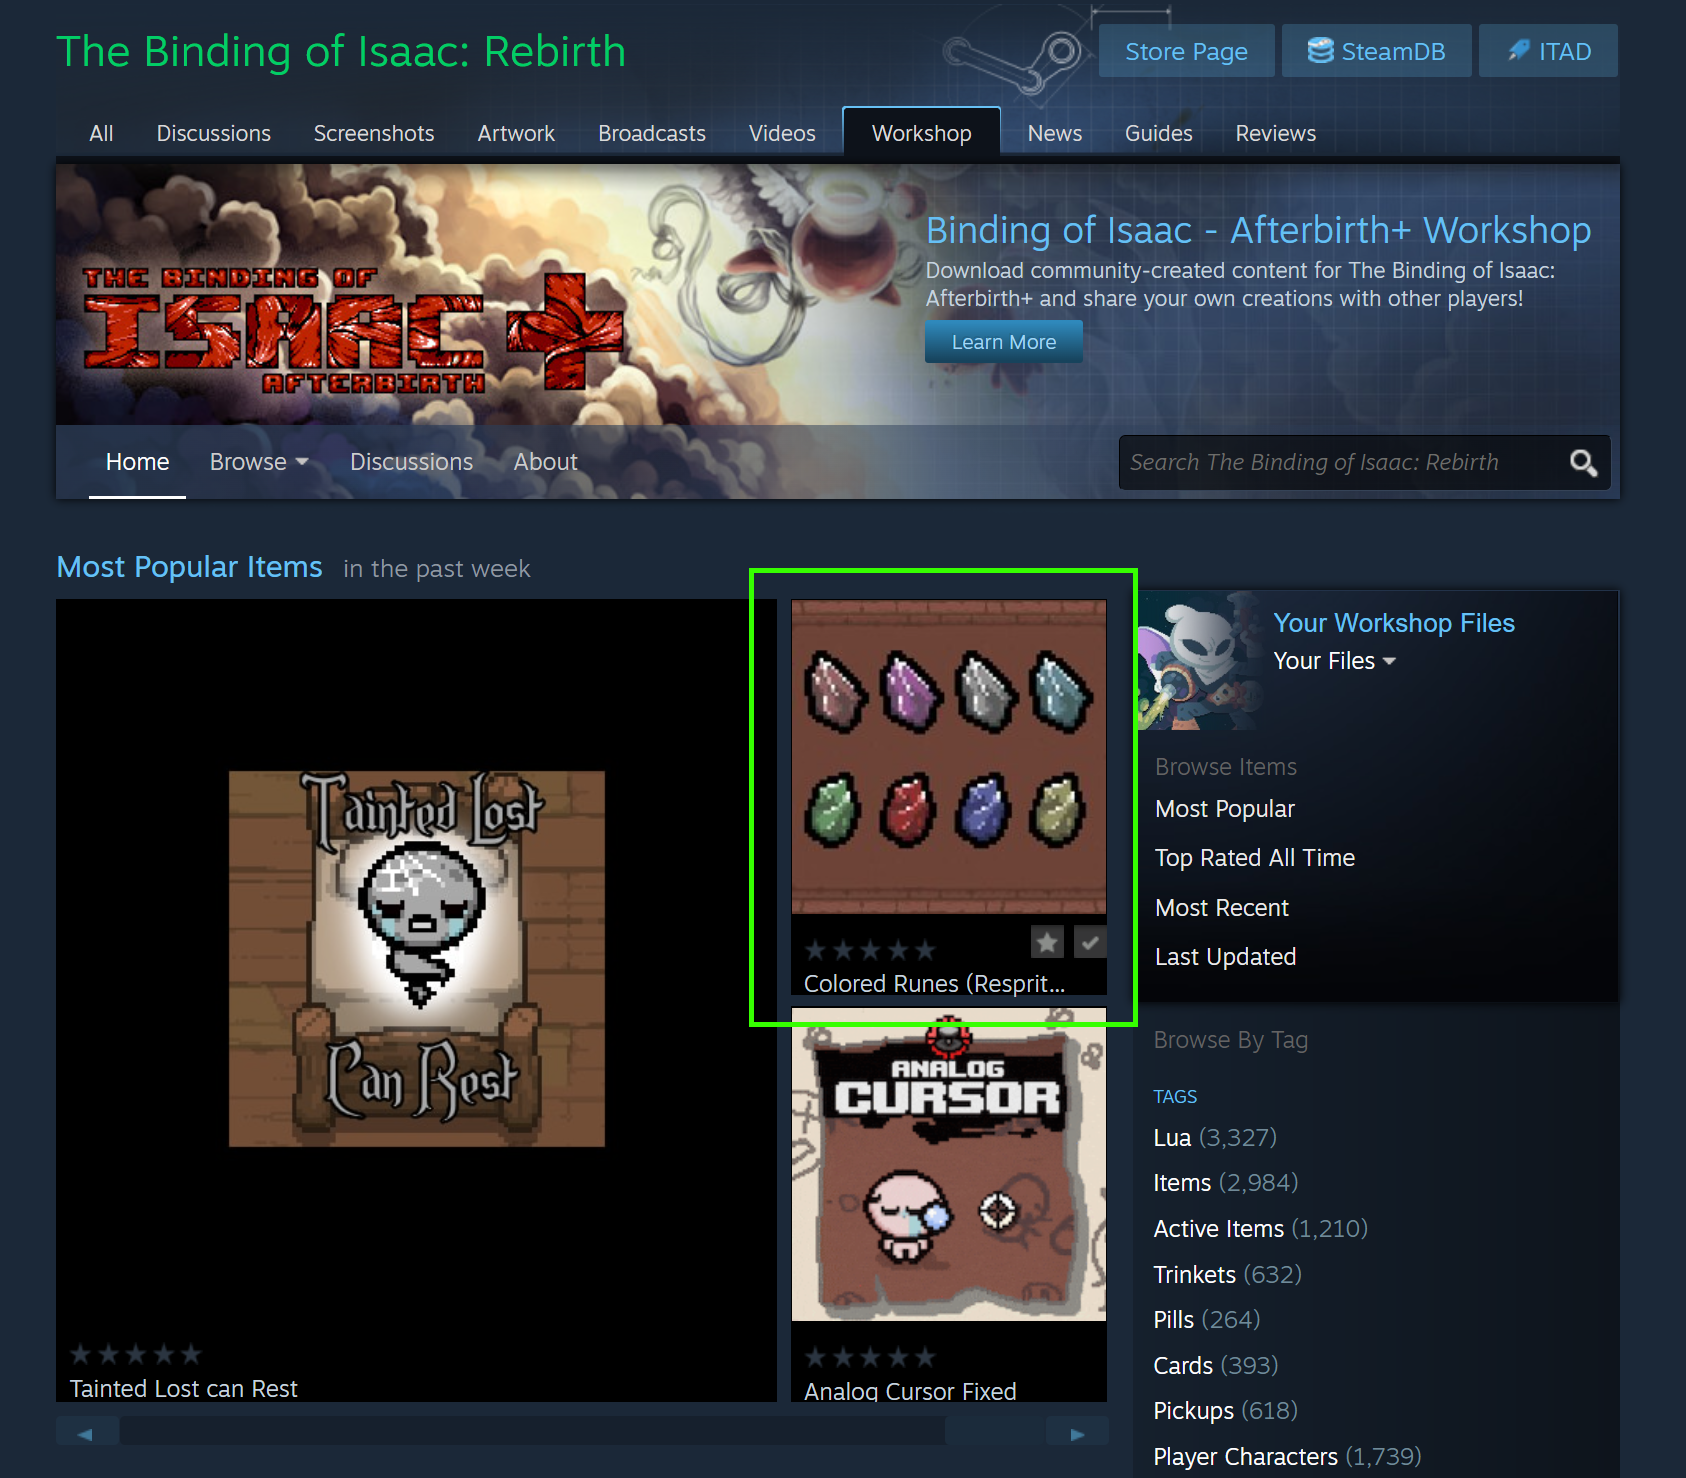 The Binding of Isaac: Rebirth
Store Page
SteamDB
ITAD
All
Discussions
Screenshots
Artwork
Broadcasts
Videos
Workshop
News
Guides
Reviews
THE BINDING OF
ISAAC +
AFTERBIRTH
Binding of Isaac - Afterbirth+ Workshop
Download community-created content for The Binding of Isaac:
Afterbirth+ and share your own creations with other players!
Learn More
Home
Browse
Discussions
About
Search The Binding of Isaac: Rebirth
Most Popular Items in the past week
Tainted Lost
Can Rest
Tainted Lost can Rest
Colored Runes (Resprit...
ANALOG
CURSOR
Analog Cursor Fixed
Your Workshop Files
Your Files
Browse Items
Most Popular
Top Rated All Time
Most Recent
Last Updated
Browse By Tag
TAGS
Lua (3,327)
Items (2,984)
Active Items (1,210)
Trinkets (632)
Pills (264)
Cards (393)
Pickups (618)
Player Characters (1,739)